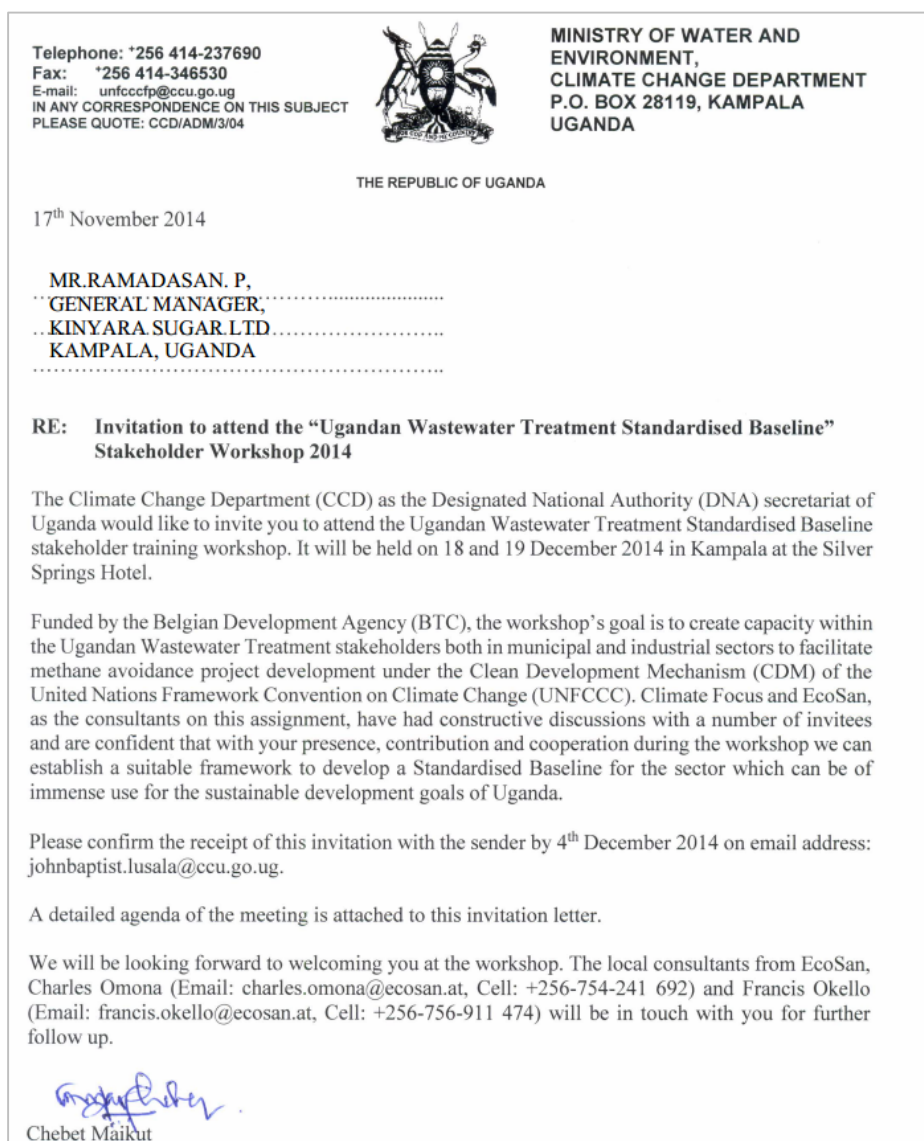 Telephone: +256 414-237690
Fax: +256 414-346530
E-mail: unfcccfp@ccu.go.ug
IN ANY CORRESPONDENCE ON THIS SUBJECT
PLEASE QUOTE: CCD/ADM/3/04
FOR GOD AND MY COUNTRY
MINISTRY OF WATER AND
ENVIRONMENT,
CLIMATE CHANGE DEPARTMENT
P.O. BOX 28119, KAMPALA
UGANDA
THE REPUBLIC OF UGANDA
17th November 2014
MR.RAMADASAN. P,
GENERAL MANAGER,
KINYARA SUGAR LTD
KAMPALA, UGANDA
RE: Invitation to attend the “Ugandan Wastewater Treatment Standardised Baseline”
Stakeholder Workshop 2014
The Climate Change Department (CCD) as the Designated National Authority (DNA) secretariat of
Uganda would like to invite you to attend the Ugandan Wastewater Treatment Standardised Baseline
stakeholder training workshop. It will be held on 18 and 19 December 2014 in Kampala at the Silver
Springs Hotel.
Funded by the Belgian Development Agency (BTC), the workshop’s goal is to create capacity within
the Ugandan Wastewater Treatment stakeholders both in municipal and industrial sectors to facilitate
methane avoidance project development under the Clean Development Mechanism (CDM) of the
United Nations Framework Convention on Climate Change (UNFCCC). Climate Focus and EcoSan,
as the consultants on this assignment, have had constructive discussions with a number of invitees
and are confident that with your presence, contribution and cooperation during the workshop we can
establish a suitable framework to develop a Standardised Baseline for the sector which can be of
immense use for the sustainable development goals of Uganda.
Please confirm the receipt of this invitation with the sender by 4th December 2014 on email address:
johnbaptist.lusala@ccu.go.ug.
A detailed agenda of the meeting is attached to this invitation letter.
We will be looking forward to welcoming you at the workshop. The local consultants from EcoSan,
Charles Omona (Email: charles.omona@ecosan.at, Cell: +256-754-241 692) and Francis Okello
(Email: francis.okello@ecosan.at, Cell: +256-756-911 474) will be in touch with you for further
follow up.
Chebet Maikut